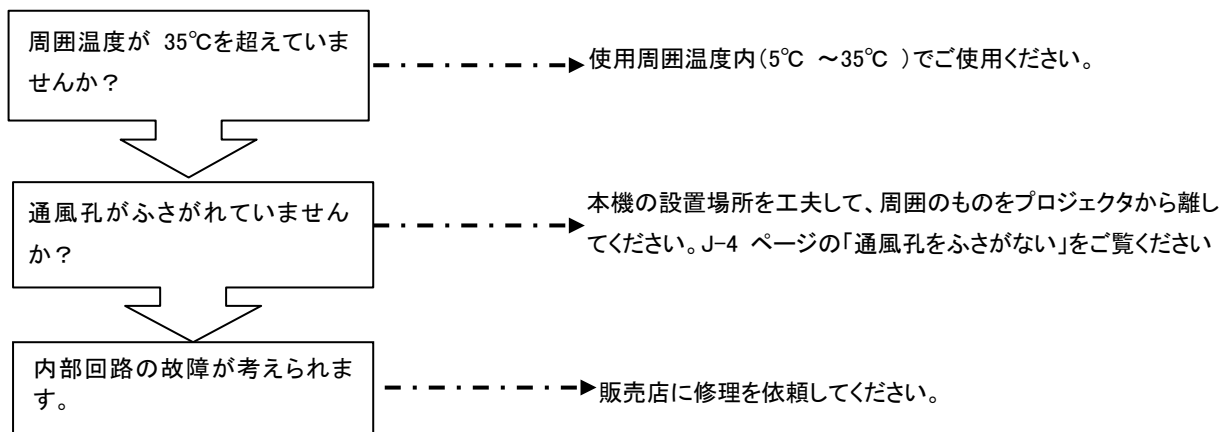 周囲温度が 35℃を超えていま
せんか？
使用周囲温度内（5℃ ～35℃ ）でご使用ください。
通風孔がふさがれていません
か？
本機の設置場所を工夫して、周囲のものをプロジェクタから離し
てください。J-4 ページの「通風孔をふさがない」をご覧ください
内部回路の故障が考えられま
す。
販売店に修理を依頼してください。